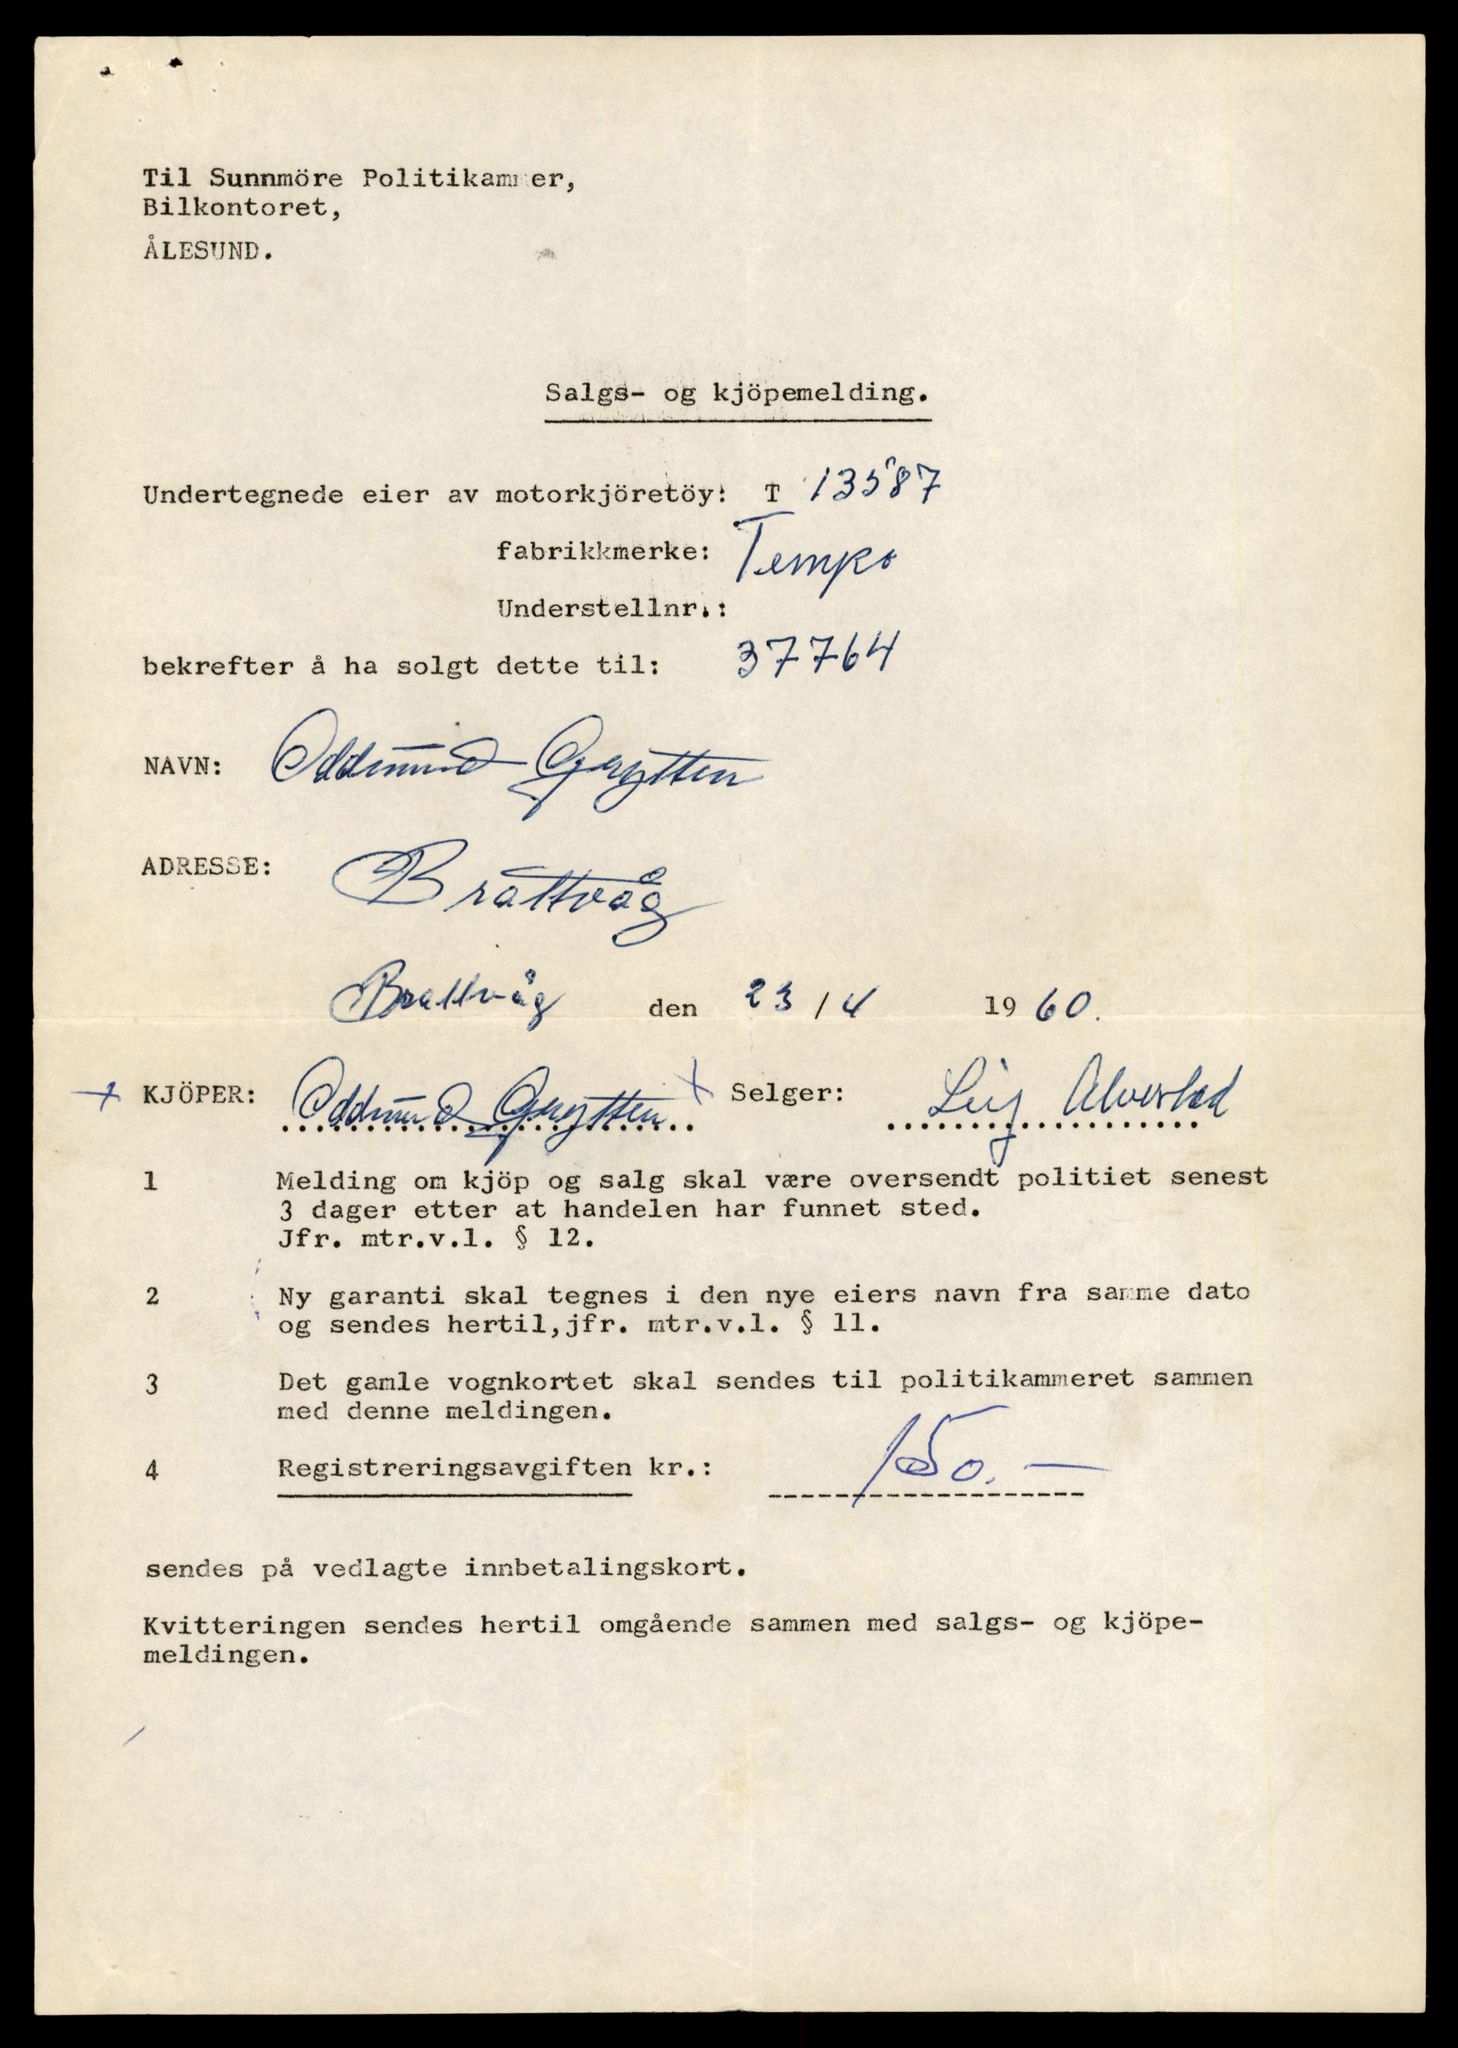 Til Sunnmöre Politikammer,
Bilkontoret,
ÅLESUND.
Salgs- og kjöpemelding.
Undertegnede eier av motorkjöretöy: T 13587
fabrikkmerke: Tempo
Understellnr.:
bekrefter å ha solgt dette til: 37764
NAVN: Oddmund Grytten
ADRESSE: Brattvåg
Brattvåg den 23/4 1960.
x KJÖPER: Oddmund Grytten x Selger: Alvestad
1 Melding om kjöp og salg skal være oversendt politiet senest
3 dager etter at handelen har funnet sted.
Jfr. mtr.v.l. § 12.
2 Ny garanti skal tegnes i den nye eiers navn fra samme dato
og sendes hertil,jfr. mtr.v.l. § 11.
3 Det gamle vognkortet skal sendes til politikammeret sammen
med denne meldingen.
4 Registreringsavgiften kr.: 150.-
sendes på vedlagte innbetalingskort.
Kvitteringen sendes hertil omgående sammen med salgs- og kjöpe-
meldingen.